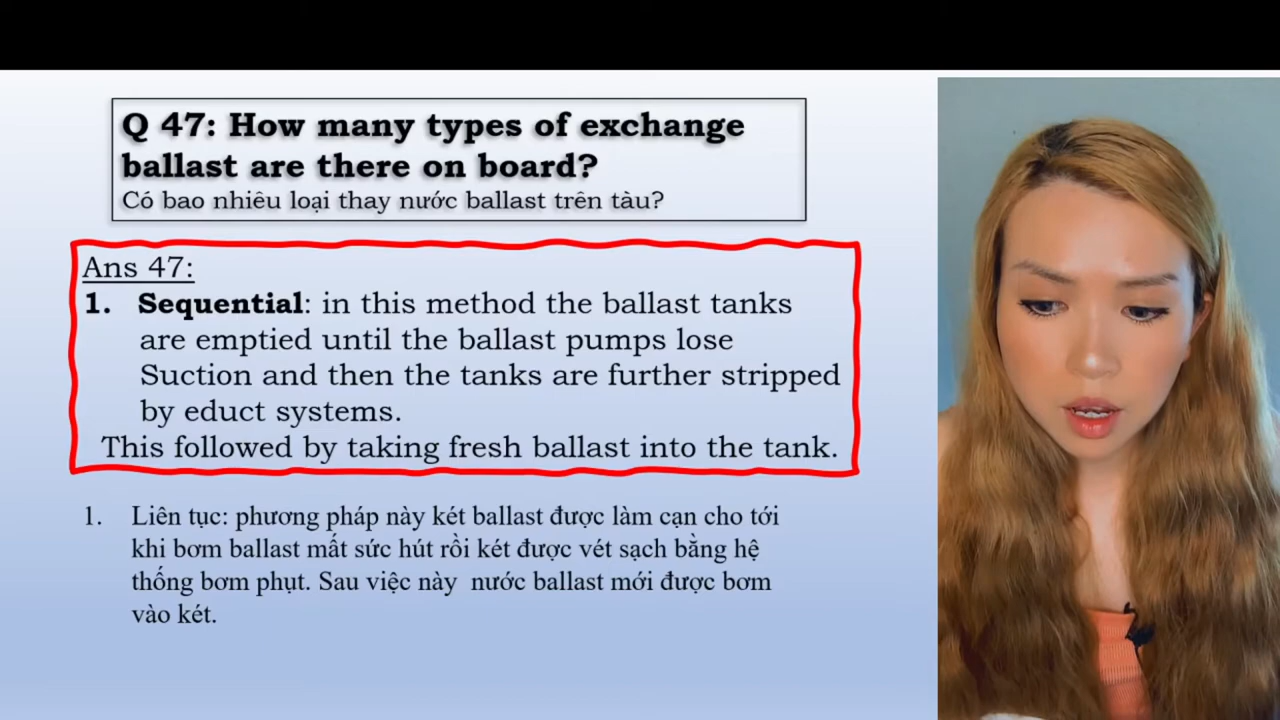 Q 47: How many types of exchange
ballast are there on board?
Có bao nhiêu loại thay nước ballast trên tàu?
Ans 47:
1. Sequential: in this method the ballast tanks
are emptied until the ballast pumps lose
Suction and then the tanks are further stripped
by educt systems.
This followed by taking fresh ballast into the tank.
1. Liên tục: phương pháp này két ballast được làm cạn cho tới
khi bơm ballast mất sức hút rồi két được vét sạch bằng hệ
thống bơm phụt. Sau việc này nước ballast mới được bơm
vào két.